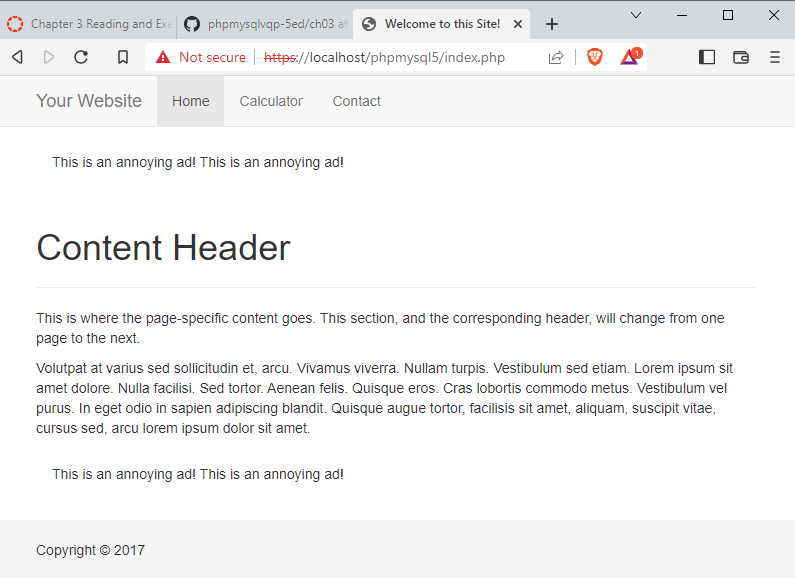 Chapter 3 Reading and Exe
phpmysqlvqp-5ed/ch03 at
Welcome to this Site!
Not secure
https://localhost/phpmysql5/index.php
1
Your Website
Home
Calculator
Contact
This is an annoying ad! This is an annoying ad!
Content Header
This is where the page-specific content goes. This section, and the corresponding header, will change from one
page to the next.
Volutpat at varius sed sollicitudin et, arcu. Vivamus viverra. Nullam turpis. Vestibulum sed etiam. Lorem ipsum sit
amet dolore. Nulla facilisi. Sed tortor. Aenean felis. Quisque eros. Cras lobortis commodo metus. Vestibulum vel
purus. In eget odio in sapien adipiscing blandit. Quisque augue tortor, facilisis sit amet, aliquam, suscipit vitae,
cursus sed, arcu lorem ipsum dolor sit amet.
This is an annoying ad! This is an annoying ad!
Copyright © 2017